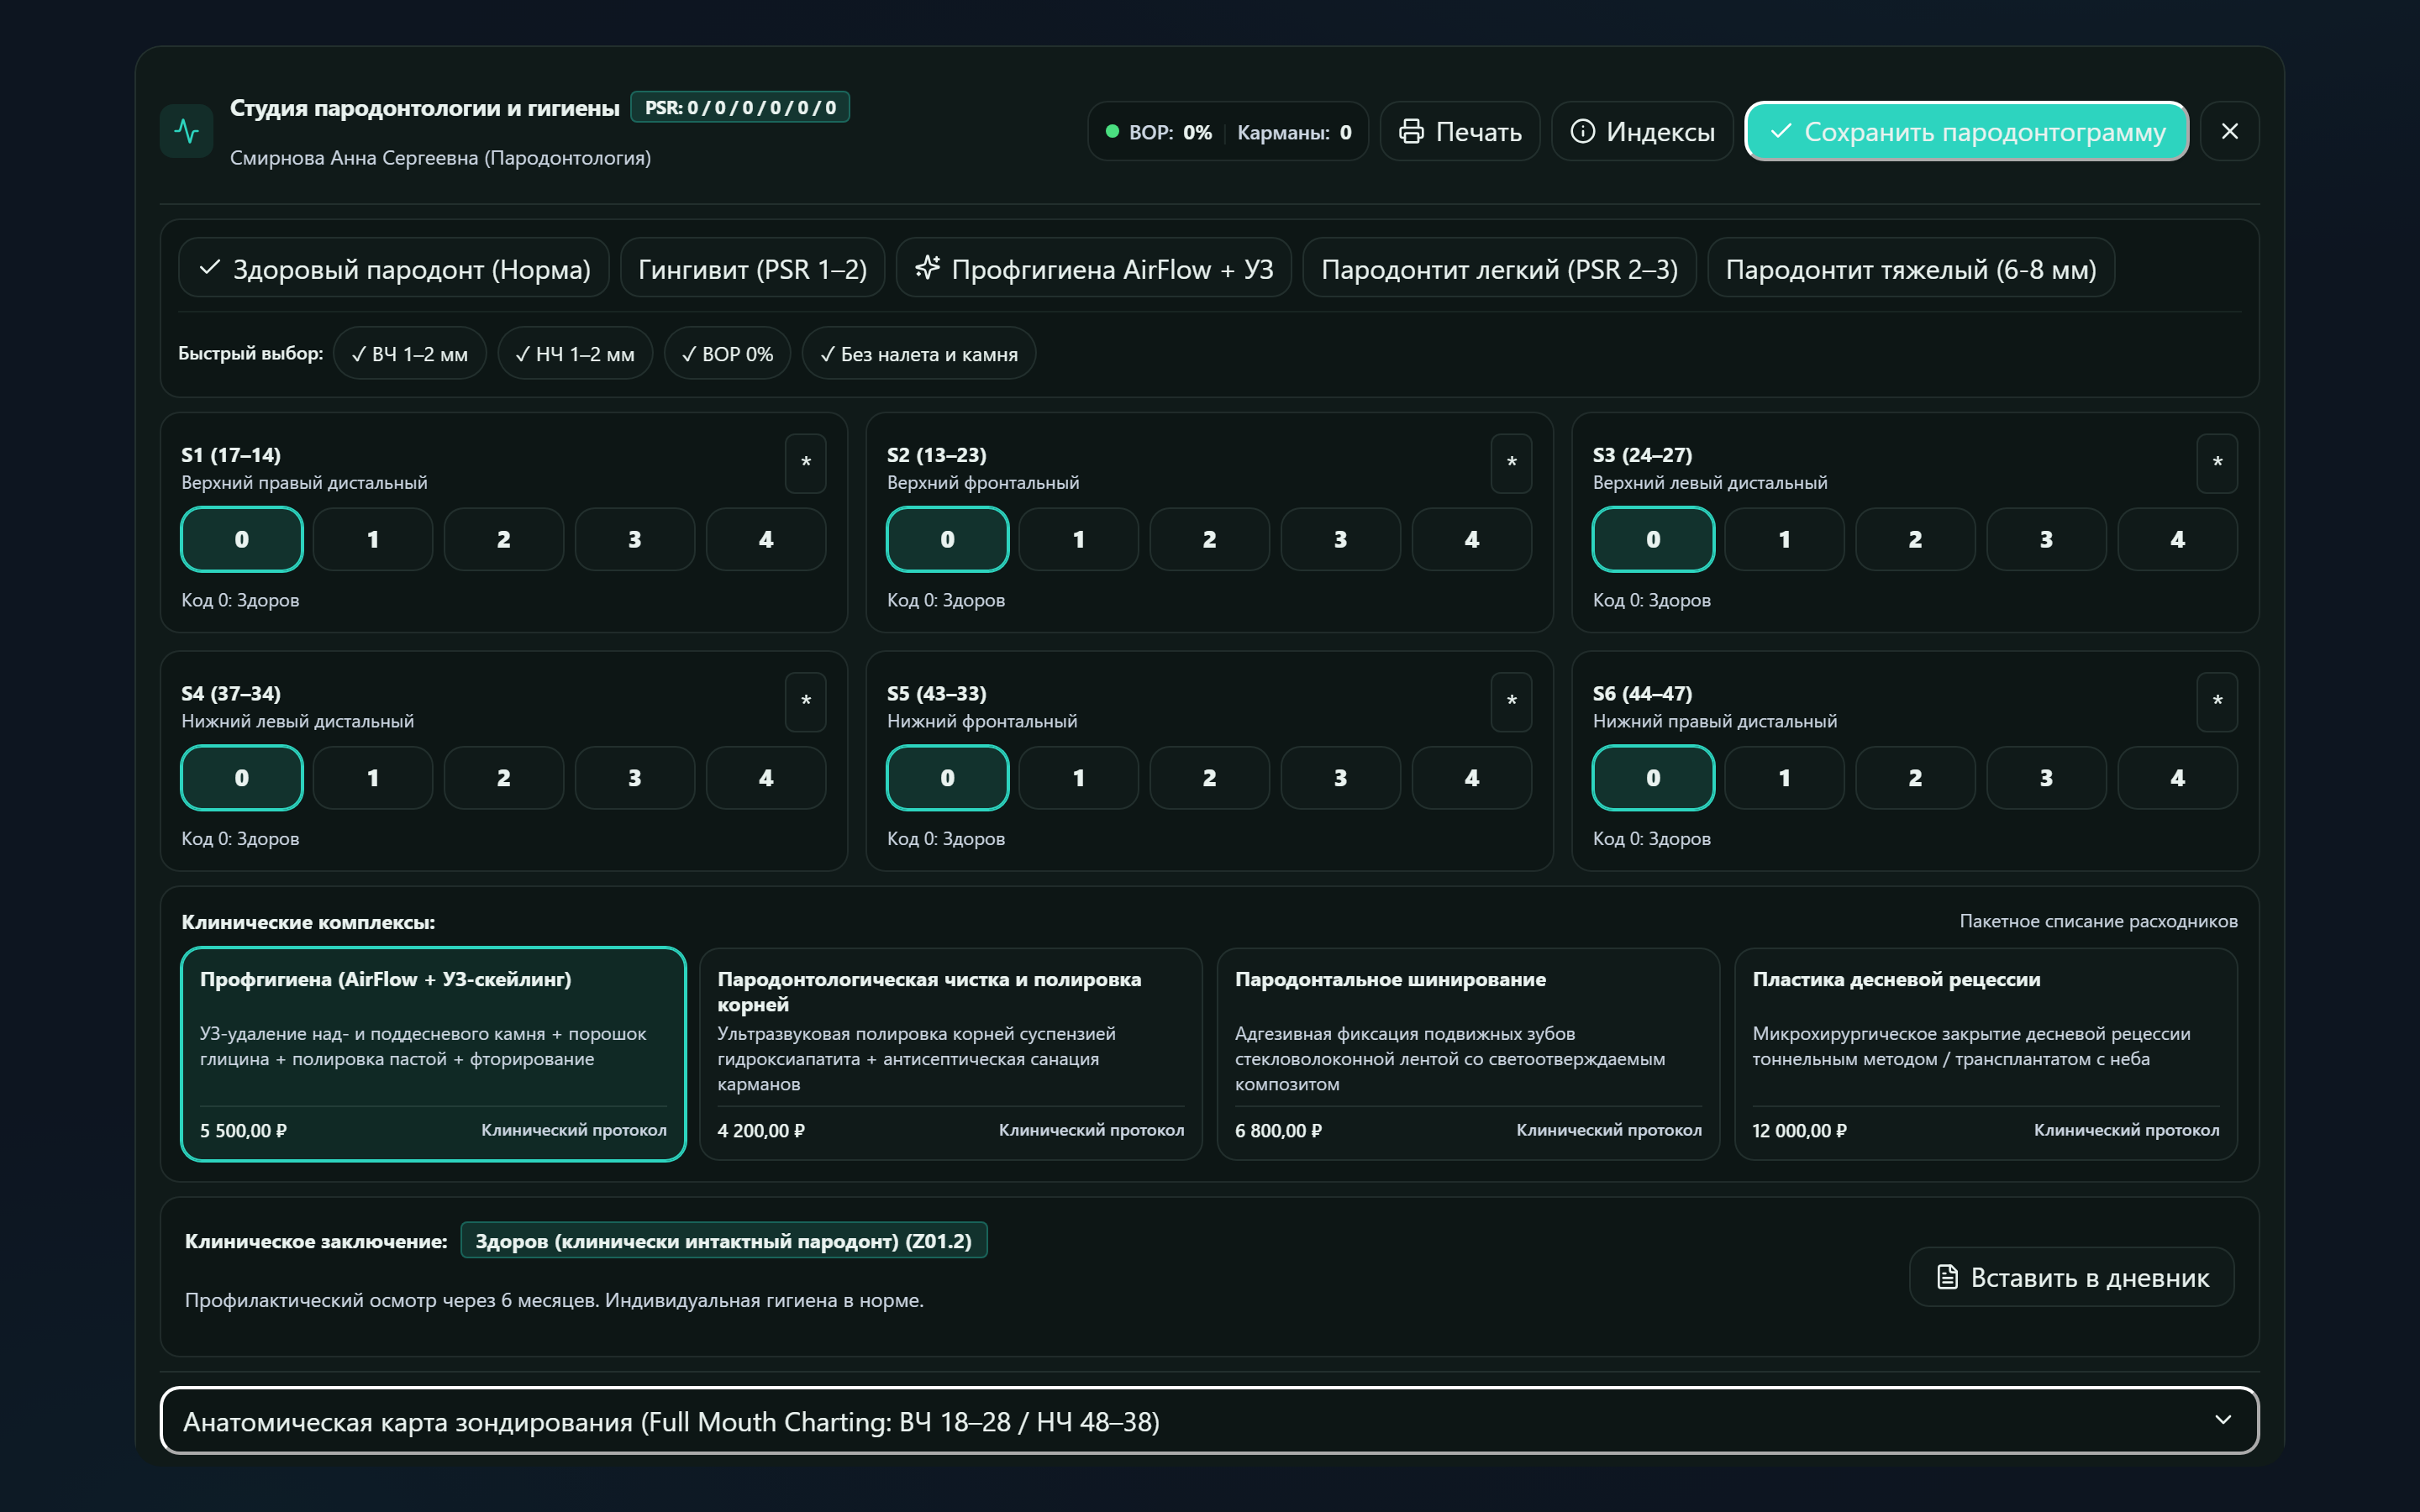 Студия пародонтологии и гигиены
PSR: 0 / 0 / 0 / 0 / 0 / 0
Смирнова Анна Сергеевна (Пародонтология)
BOP: 0%
Карманы: 0
Печать
Индексы
Сохранить пародонтограмму
Здоровый пародонт (Норма)
Гингивит (PSR 1–2)
Профгигиена AirFlow + УЗ
Пародонтит легкий (PSR 2–3)
Пародонтит тяжелый (6-8 мм)
Быстрый выбор:
✓ ВЧ 1–2 мм
✓ НЧ 1–2 мм
✓ BOP 0%
✓ Без налета и камня
S1 (17–14)
*
Верхний правый дистальный
0 1 2 3 4
Код 0: Здоров
S2 (13–23)
*
Верхний фронтальный
0 1 2 3 4
Код 0: Здоров
S3 (24–27)
*
Верхний левый дистальный
0 1 2 3 4
Код 0: Здоров
S4 (37–34)
*
Нижний левый дистальный
0 1 2 3 4
Код 0: Здоров
S5 (43–33)
*
Нижний фронтальный
0 1 2 3 4
Код 0: Здоров
S6 (44–47)
*
Нижний правый дистальный
0 1 2 3 4
Код 0: Здоров
Клинические комплексы:
Пакетное списание расходников
Профгигиена (AirFlow + УЗ-скейлинг)
УЗ-удаление над- и поддесневого камня + порошок
глицина + полировка пастой + фторирование
5 500,00 ₽
Клинический протокол
Пародонтологическая чистка и полировка
корней
Ультразвуковая полировка корней суспензией
гидроксиапатита + антисептическая санация
карманов
4 200,00 ₽
Клинический протокол
Пародонтальное шинирование
Адгезивная фиксация подвижных зубов
стекловолоконной лентой со светоотверждаемым
композитом
6 800,00 ₽
Клинический протокол
Пластика десневой рецессии
Микрохирургическое закрытие десневой рецессии
тоннельным методом / трансплантатом с неба
12 000,00 ₽
Клинический протокол
Клиническое заключение:
Здоров (клинически интактный пародонт) (Z01.2)
Профилактический осмотр через 6 месяцев. Индивидуальная гигиена в норме.
Вставить в дневник
Анатомическая карта зондирования (Full Mouth Charting: ВЧ 18–28 / НЧ 48–38)